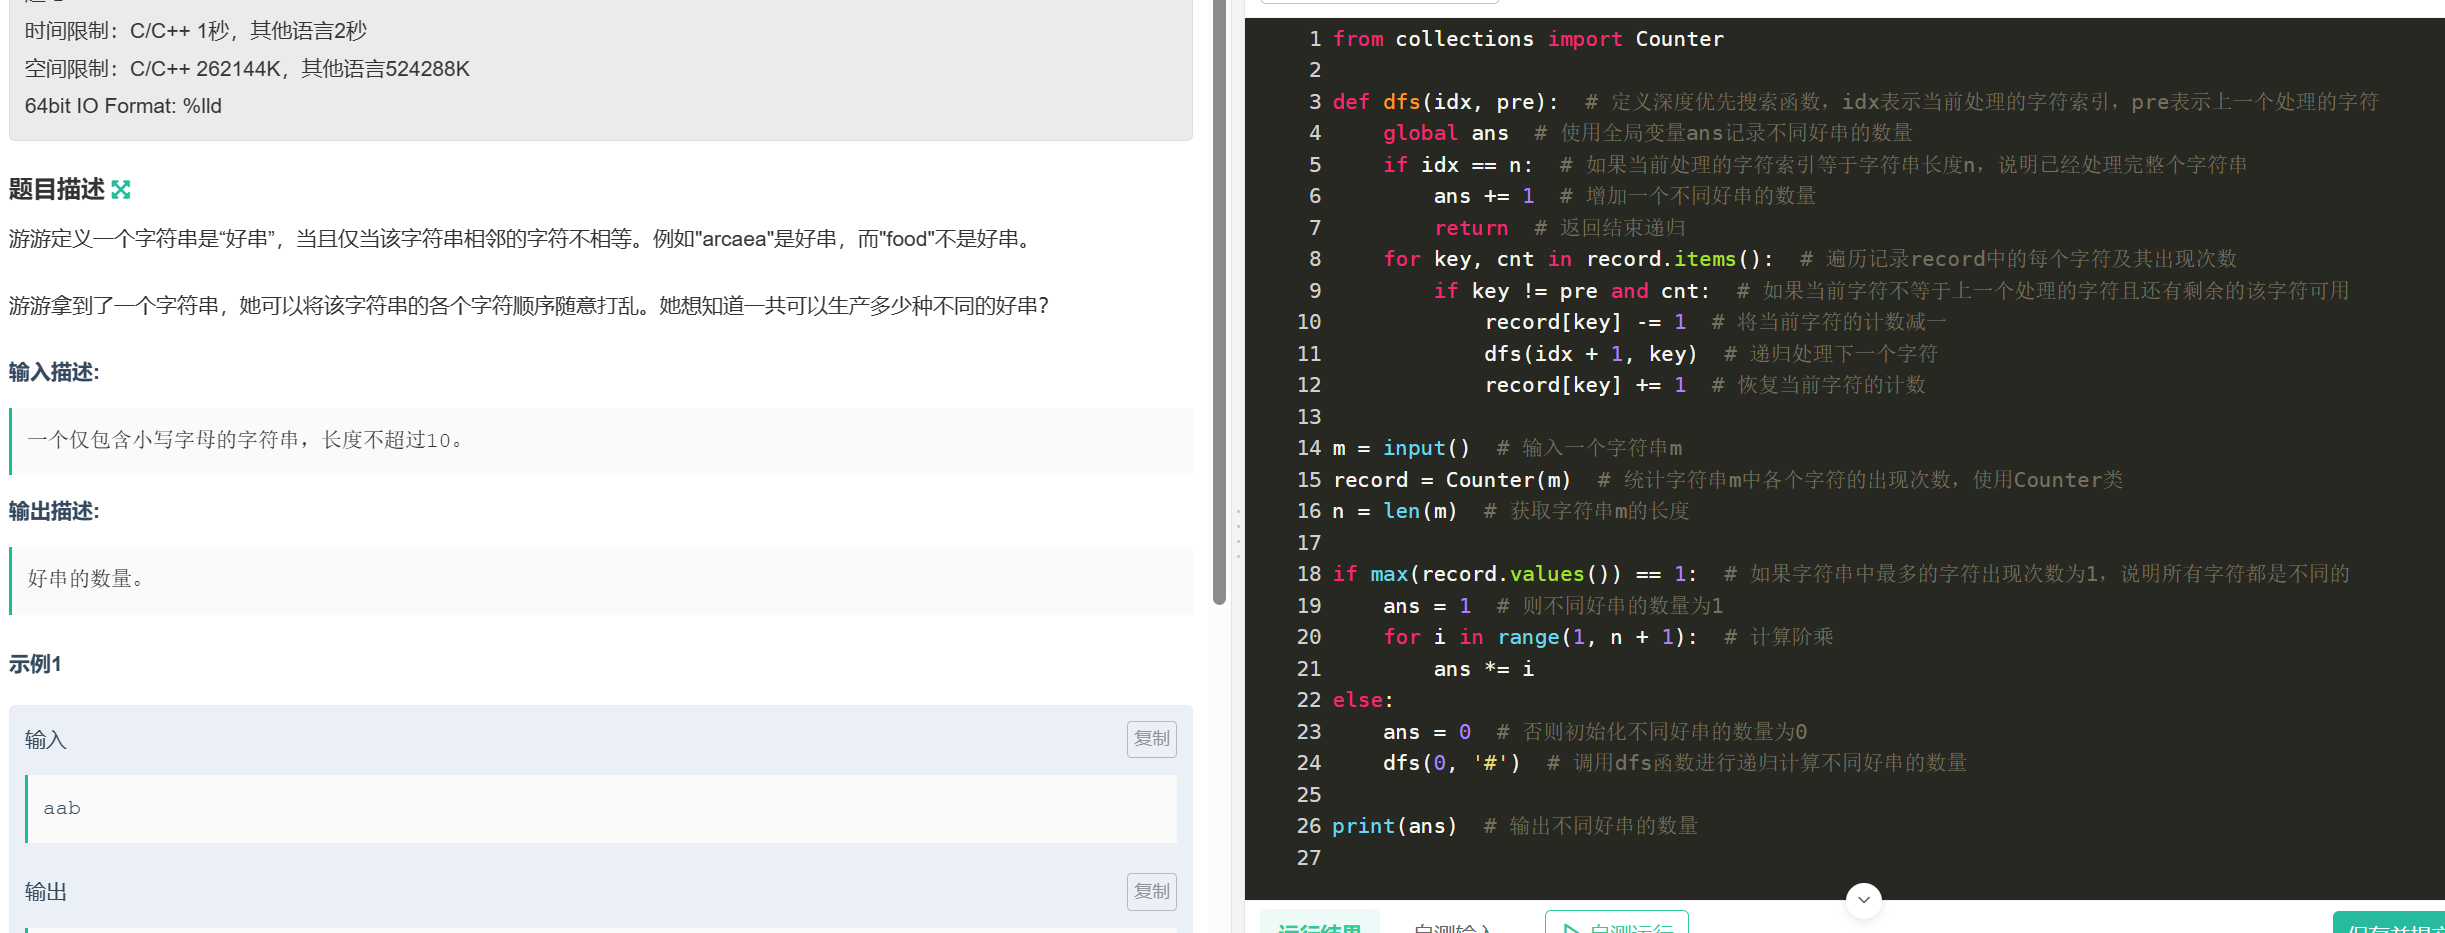 时间限制：C/C++ 1秒，其他语言2秒
空间限制：C/C++ 262144K，其他语言524288K
64bit IO Format: %lld
题目描述
游游定义一个字符串是“好串”，当且仅当该字符串相邻的字符不相等。例如"arcaea"是好串，而"food"不是好串。
游游拿到了一个字符串，她可以将该字符串的各个字符顺序随意打乱。她想知道一共可以生产多少种不同的好串？
输入描述:
一个仅包含小写字母的字符串，长度不超过10。
输出描述:
好串的数量。
示例1
输入
复制
aab
输出
复制
1 from collections import Counter
2
3 def dfs(idx, pre):  # 定义深度优先搜索函数，idx表示当前处理的字符索引，pre表示上一个处理的字符
4     global ans  # 使用全局变量ans记录不同好串的数量
5     if idx == n:  # 如果当前处理的字符索引等于字符串长度n，说明已经处理完整个字符串
6         ans += 1  # 增加一个不同好串的数量
7         return  # 返回结束递归
8     for key, cnt in record.items():  # 遍历记录record中的每个字符及其出现次数
9         if key != pre and cnt:  # 如果当前字符不等于上一个处理的字符且还有剩余的该字符可用
10             record[key] -= 1  # 将当前字符的计数减一
11             dfs(idx + 1, key)  # 递归处理下一个字符
12             record[key] += 1  # 恢复当前字符的计数
13
14 m = input()  # 输入一个字符串m
15 record = Counter(m)  # 统计字符串m中各个字符的出现次数，使用Counter类
16 n = len(m)  # 获取字符串m的长度
17
18 if max(record.values()) == 1:  # 如果字符串中最多的字符出现次数为1，说明所有字符都是不同的
19     ans = 1  # 则不同好串的数量为1
20     for i in range(1, n + 1):  # 计算阶乘
21         ans *= i
22 else:
23     ans = 0  # 否则初始化不同好串的数量为0
24     dfs(0, '#')  # 调用dfs函数进行递归计算不同好串的数量
25
26 print(ans)  # 输出不同好串的数量
27
运行结果
自测输入
自测运行
保存并提交